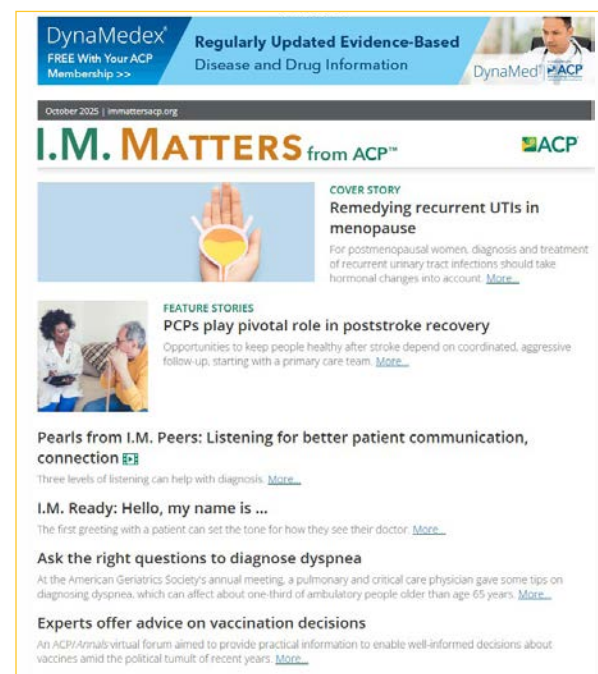 DynaMedex®
FREE With Your ACP
Membership >>
Regularly Updated Evidence-Based
Disease and Drug Information
DynaMed® ACP
October 2025 | immattersacp.org
I.M. MATTERS from ACP™
ACP
COVER STORY
Remedying recurrent UTIs in
menopause
For postmenopausal women, diagnosis and treatment
of recurrent urinary tract infections should take
hormonal changes into account. More...
FEATURE STORIES
PCPs play pivotal role in poststroke recovery
Opportunities to keep people healthy after stroke depend on coordinated, aggressive
follow-up, starting with a primary care team. More...
Pearls from I.M. Peers: Listening for better patient communication,
connection
Three levels of listening can help with diagnosis. More...
I.M. Ready: Hello, my name is ...
The first greeting with a patient can set the tone for how they see their doctor. More...
Ask the right questions to diagnose dyspnea
At the American Geriatrics Society's annual meeting, a pulmonary and critical care physician gave some tips on
diagnosing dyspnea, which can affect about one-third of ambulatory people older than age 65 years. More...
Experts offer advice on vaccination decisions
An ACP/Annals virtual forum aimed to provide practical information to enable well-informed decisions about
vaccines amid the political tumult of recent years. More...